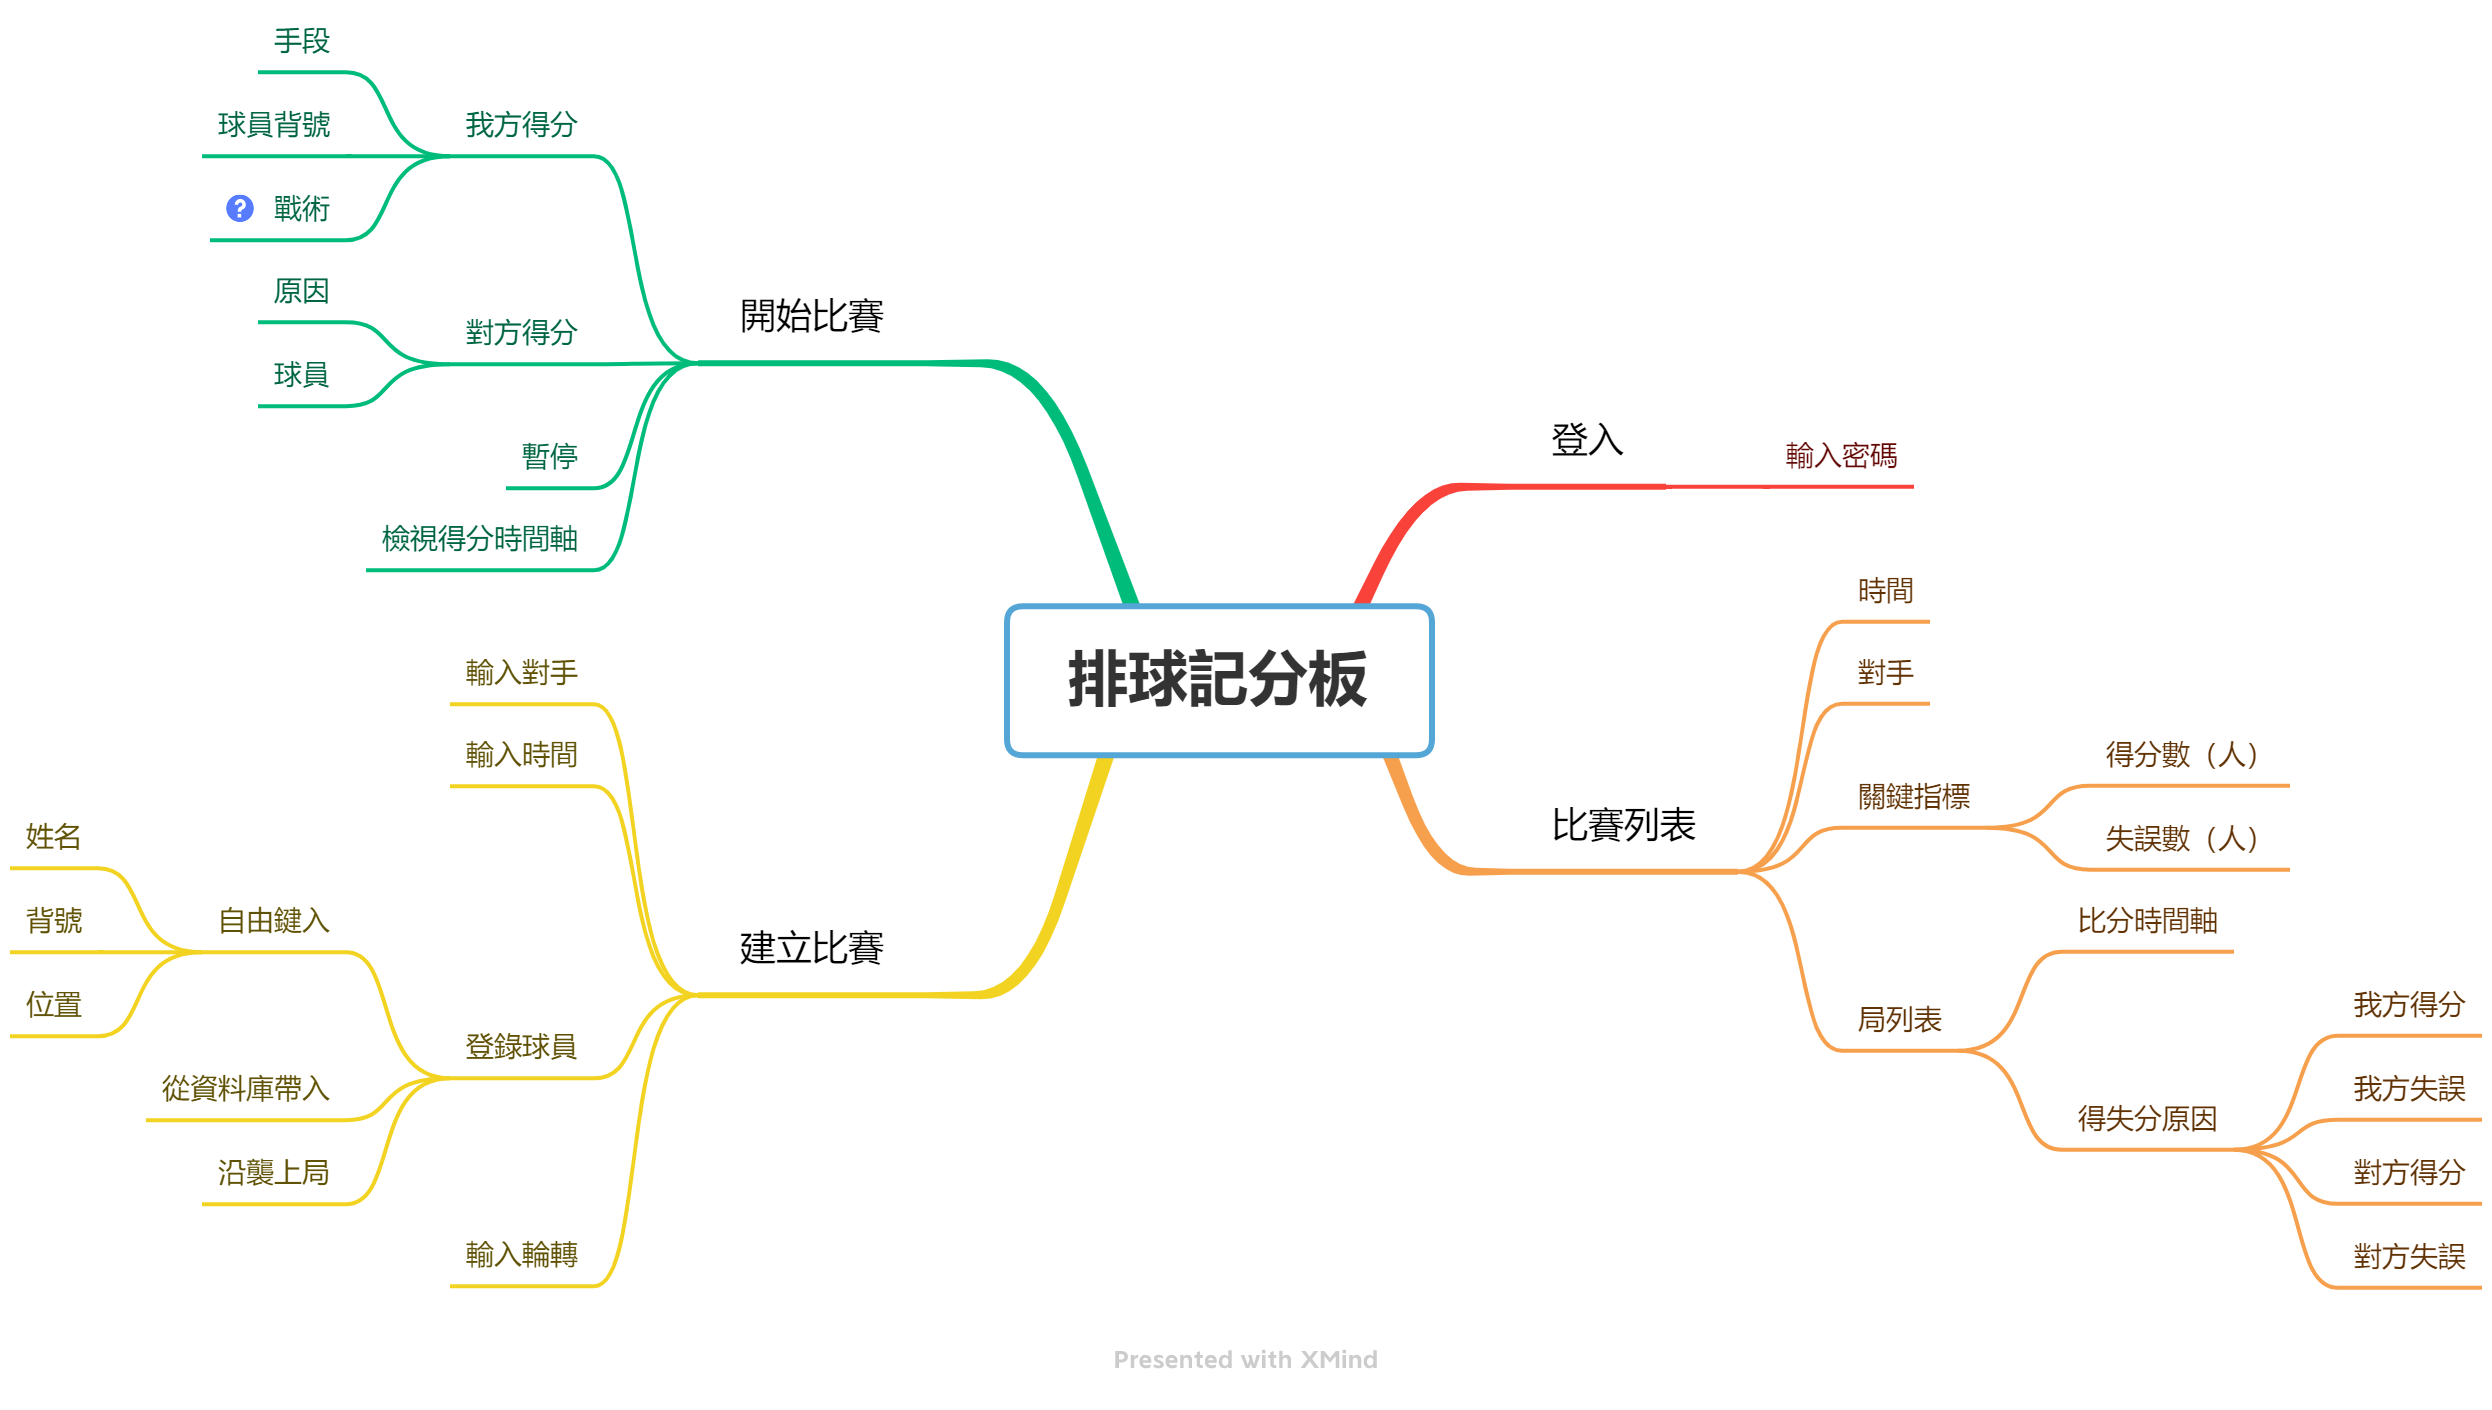 排球記分板
登入
輸入密碼
比賽列表
時間
對手
關鍵指標
得分數（人）
失誤數（人）
局列表
比分時間軸
得失分原因
我方得分
我方失誤
對方得分
對方失誤
開始比賽
我方得分
手段
球員背號
戰術
對方得分
原因
球員
暫停
檢視得分時間軸
建立比賽
輸入對手
輸入時間
登錄球員
自由鍵入
姓名
背號
位置
從資料庫帶入
沿襲上局
輸入輪轉
Presented with XMind